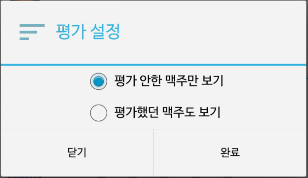 평가 설정
평가 안한 맥주만 보기
평가했던 맥주도 보기
닫기
완료